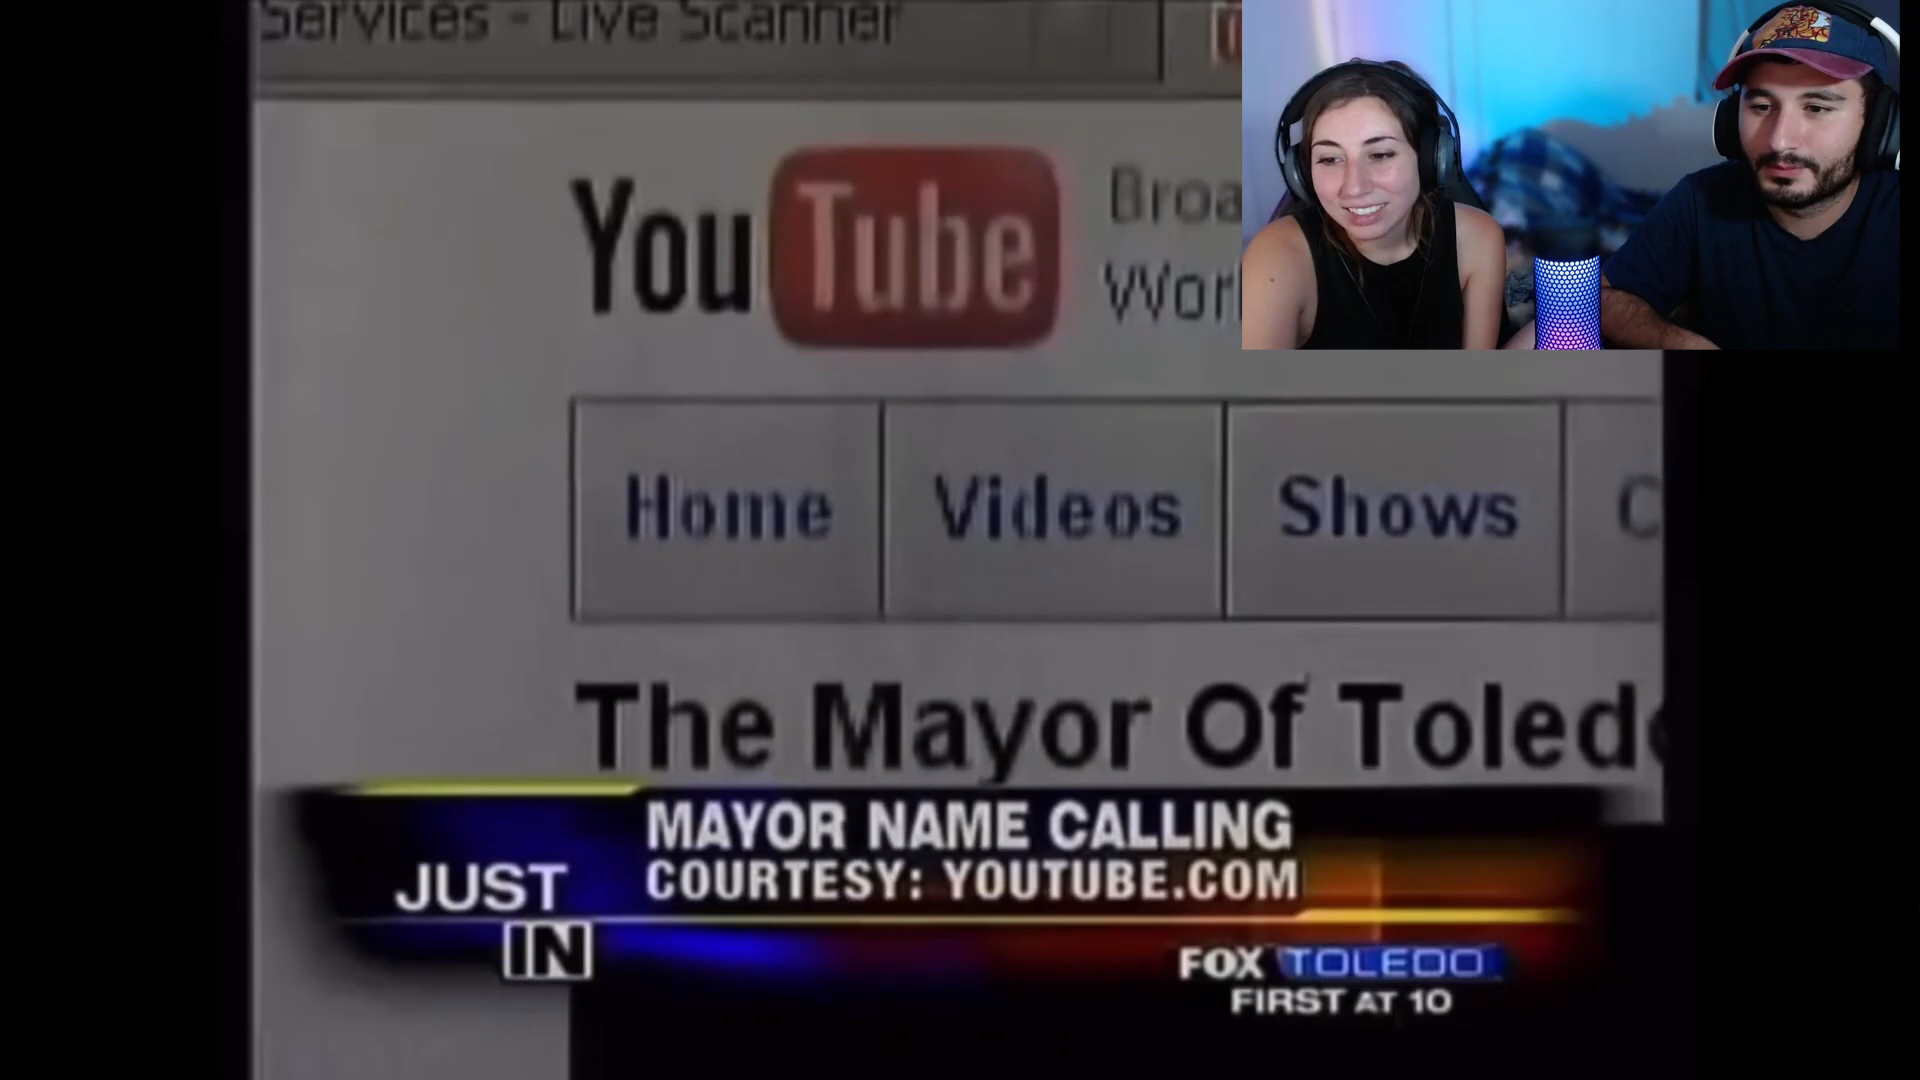 Services - Live Scanner
YouTube
Home Videos Shows
The Mayor Of Toled
MAYOR NAME CALLING
COURTESY: YOUTUBE.COM
JUST
IN
FOX TOLEDO
FIRST AT 10